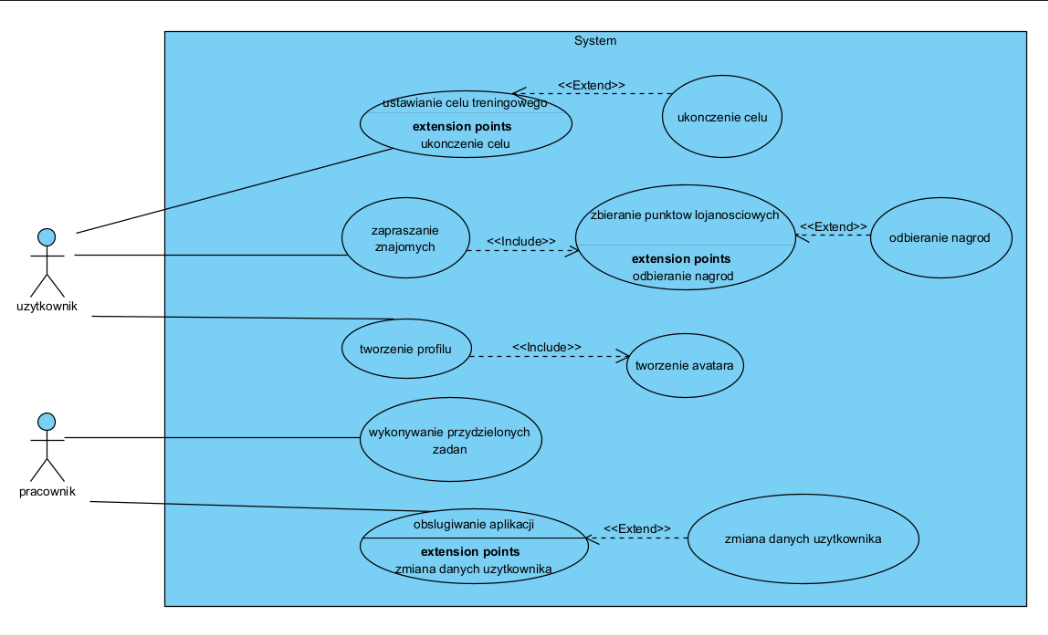 System
<<Extend>>
ustawianie celu treningowego
extension points
ukonczenie celu
ukonczenie celu
zapraszanie
znajomych
<<Include>>
zbieranie punktow lojanosciowych
extension points
odbieranie nagrod
<<Extend>>
odbieranie nagrod
uzytkownik
tworzenie profilu
<<Include>>
tworzenie avatara
wykonywanie przydzielonych
zadan
pracownik
obslugiwanie aplikacji
extension points
zmiana danych uzytkownika
<<Extend>>
zmiana danych uzytkownika